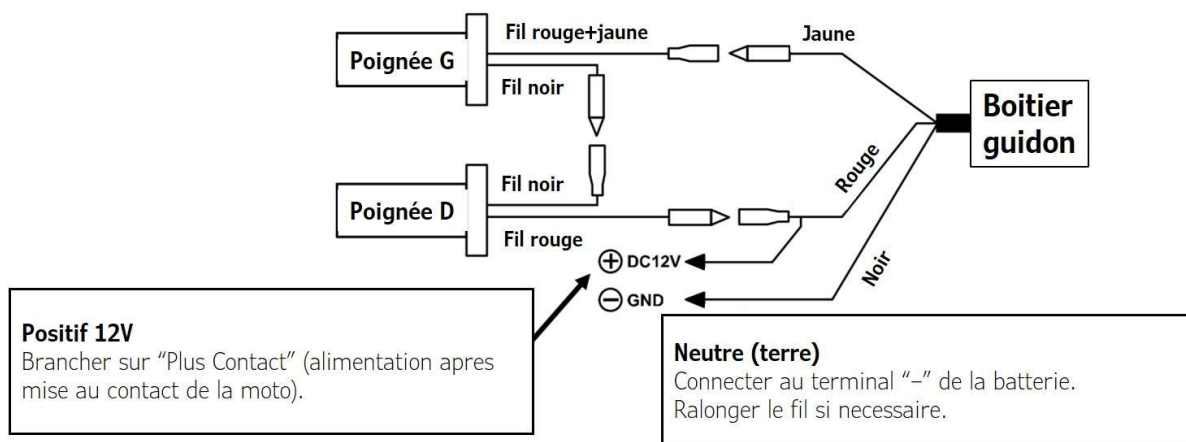 Fil rouge+jaune
Jaune
Poignée G
Fil noir
Boitier
guidon
Rouge
Fil noir
Poignée D
Fil rouge
Noir
+ DC12V
− GND
Positif 12V
Brancher sur “Plus Contact” (alimentation apres
mise au contact de la moto).
Neutre (terre)
Connecter au terminal “–” de la batterie.
Ralonger le fil si necessaire.